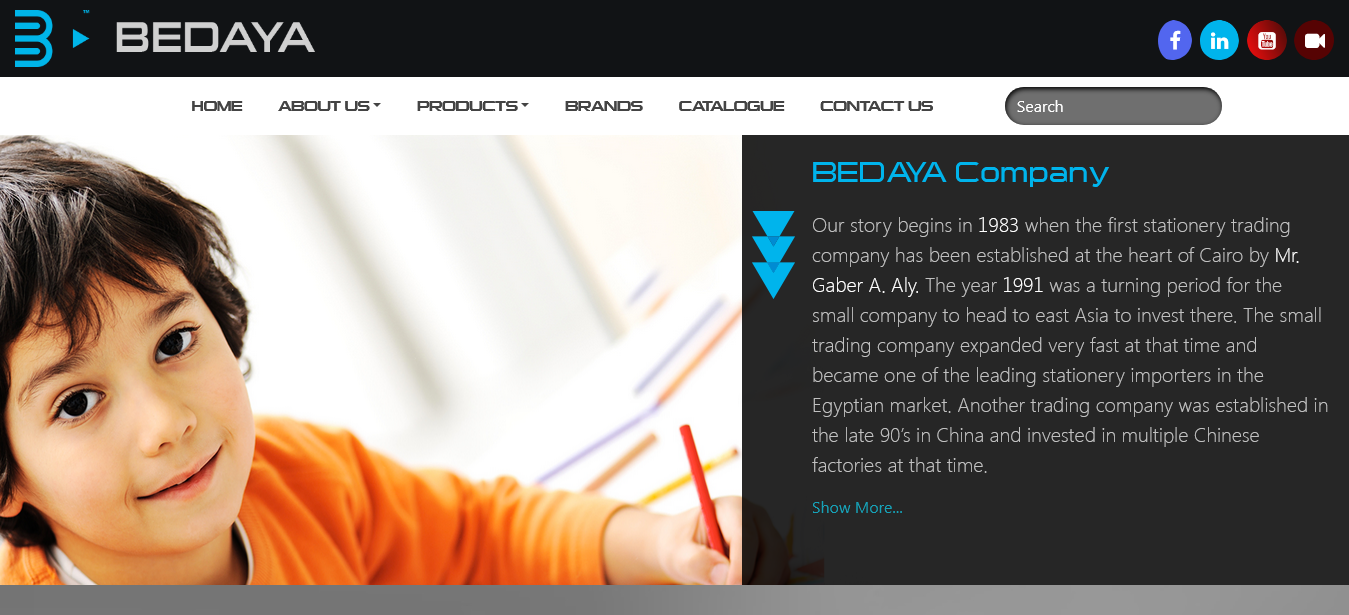 ™
BEDAYA
You
Tube
HOME ABOUT US PRODUCTS BRANDS CATALOGUE CONTACT US Search
BEDAYA Company
Our story begins in 1983 when the first stationery trading
company has been established at the heart of Cairo by Mr.
Gaber A. Aly. The year 1991 was a turning period for the
small company to head to east Asia to invest there. The small
trading company expanded very fast at that time and
became one of the leading stationery importers in the
Egyptian market. Another trading company was established in
the late 90's in China and invested in multiple Chinese
factories at that time.
Show More...